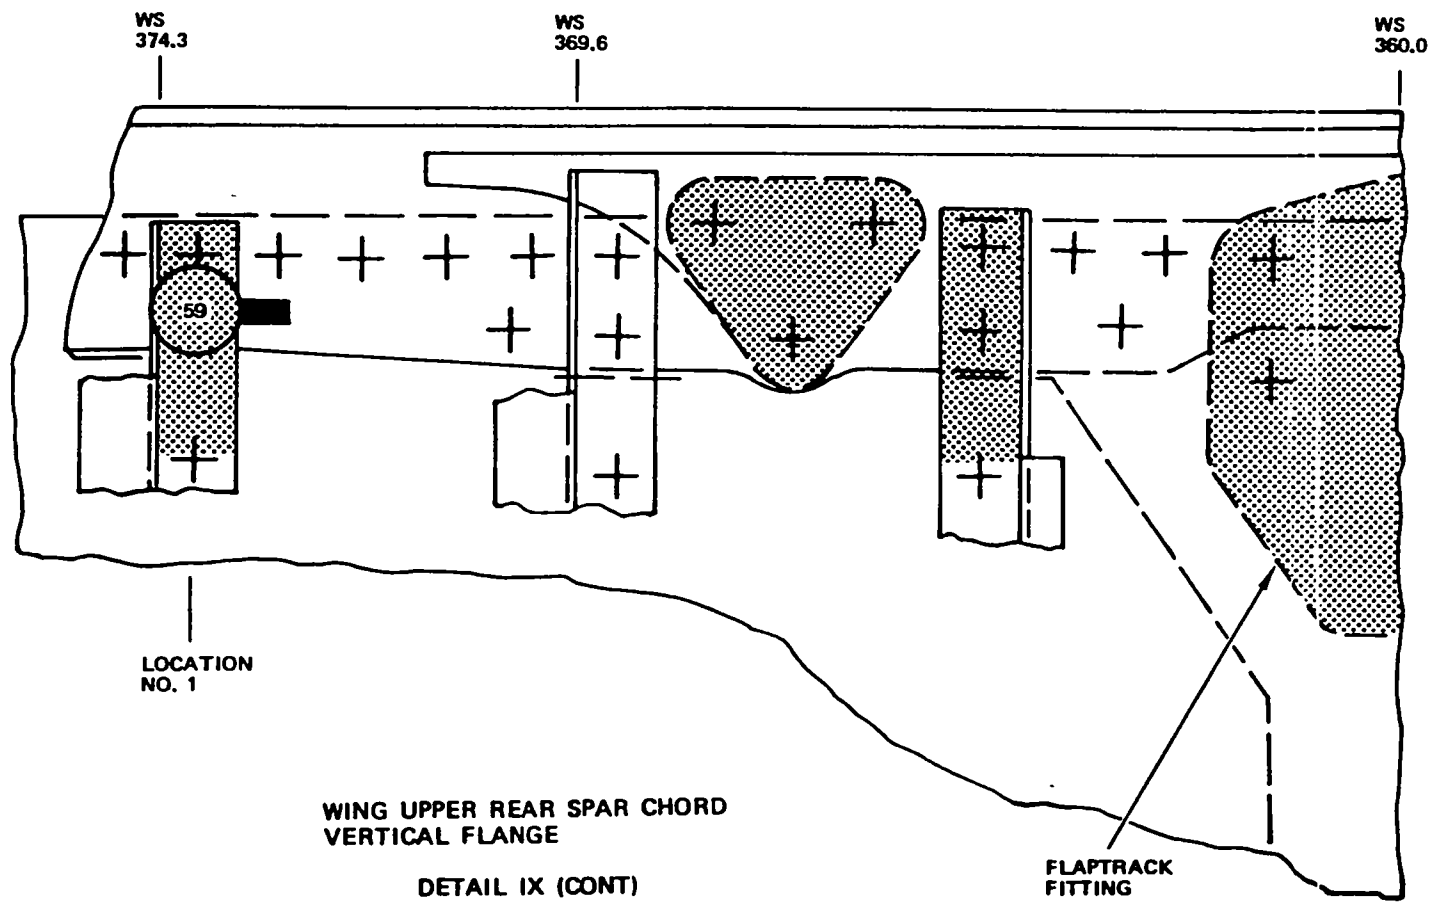 WS
374.3
WS
369.6
WS
360.0
59
LOCATION
NO. 1
WING UPPER REAR SPAR CHORD
VERTICAL FLANGE
DETAIL IX (CONT)
FLAPTRACK
FITTING